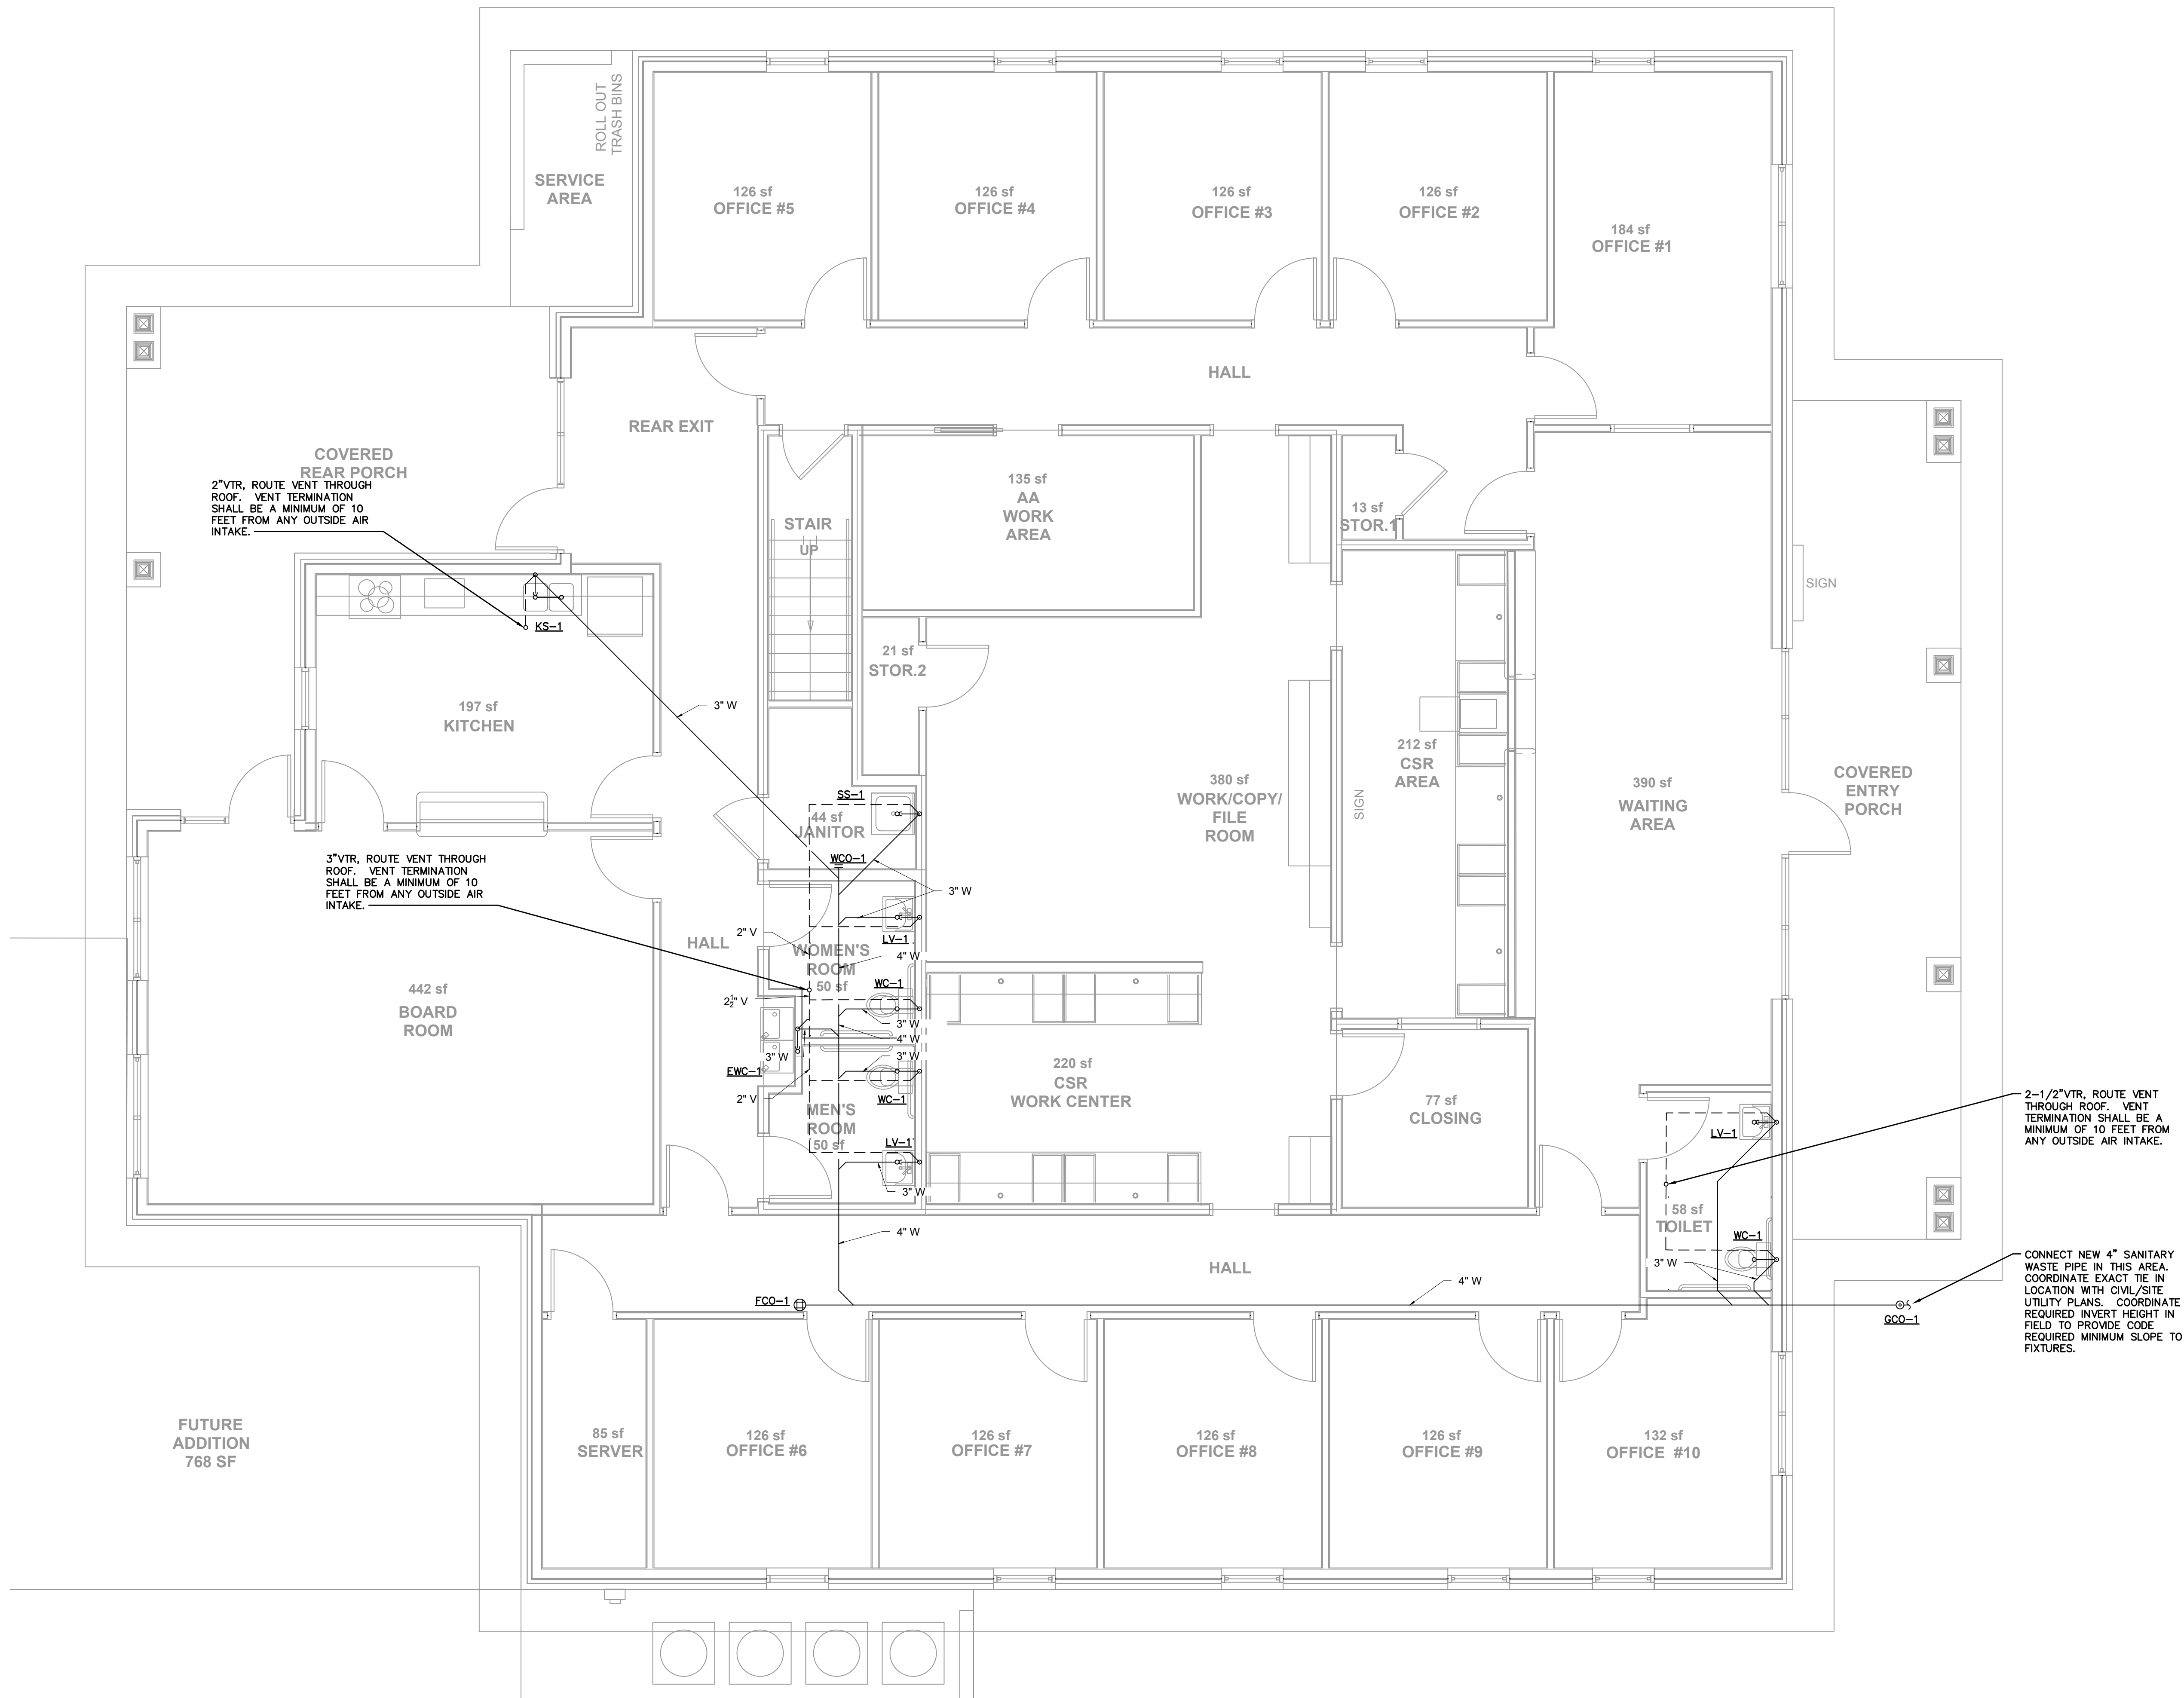 ROLL OUT
TRASH BINS
SERVICE
AREA
126 sf
OFFICE #5
126 sf
OFFICE #4
126 sf
OFFICE #3
126 sf
OFFICE #2
184 sf
OFFICE #1
HALL
REAR EXIT
COVERED
REAR PORCH
2"VTR, ROUTE VENT THROUGH
ROOF. VENT TERMINATION
SHALL BE A MINIMUM OF 10
FEET FROM ANY OUTSIDE AIR
INTAKE.
STAIR
UP
135 sf
AA
WORK
AREA
13 sf
STOR.1
SIGN
KS-1
21 sf
STOR.2
197 sf
KITCHEN
3" W
212 sf
CSR
AREA
380 sf
WORK/COPY/
FILE
ROOM
SIGN
390 sf
WAITING
AREA
COVERED
ENTRY
PORCH
SS-1
44 sf
JANITOR
WCO-1
3" W
3"VTR, ROUTE VENT THROUGH
ROOF. VENT TERMINATION
SHALL BE A MINIMUM OF 10
FEET FROM ANY OUTSIDE AIR
INTAKE.
HALL
2" V
LV-1
WOMEN'S
ROOM
50 sf
4" W
WC-1
2½" V
3" W
4" W
3" W
3" W
442 sf
BOARD
ROOM
EWC-1
2" V
WC-1
MEN'S
ROOM
50 sf
LV-1
3" W
220 sf
CSR
WORK CENTER
77 sf
CLOSING
2-1/2"VTR, ROUTE VENT
THROUGH ROOF. VENT
TERMINATION SHALL BE A
MINIMUM OF 10 FEET FROM
ANY OUTSIDE AIR INTAKE.
LV-1
58 sf
TOILET
WC-1
3" W
4" W
HALL
4" W
FCO-1
GCO-1
CONNECT NEW 4" SANITARY
WASTE PIPE IN THIS AREA.
COORDINATE EXACT TIE IN
LOCATION WITH CIVIL/SITE
UTILITY PLANS. COORDINATE
REQUIRED INVERT HEIGHT IN
FIELD TO PROVIDE CODE
REQUIRED MINIMUM SLOPE TO
FIXTURES.
FUTURE
ADDITION
768 SF
85 sf
SERVER
126 sf
OFFICE #6
126 sf
OFFICE #7
126 sf
OFFICE #8
126 sf
OFFICE #9
132 sf
OFFICE #10